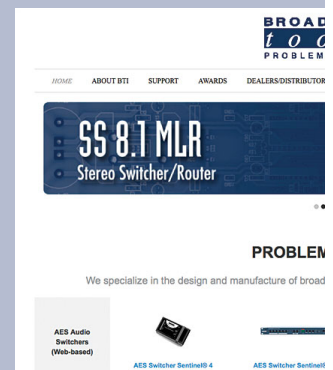 BROAD
too
PROBLEM
HOME ABOUT BTI SUPPORT AWARDS DEALERS/DISTRIBUTOR
SS 8.1 MLR
Stereo Switcher/Router
PROBLEM
We specialize in the design and manufacture of broad
AES Audio
Switchers
(Web-based)
AES Switcher Sentinel® 4 AES Switcher Sentinel®